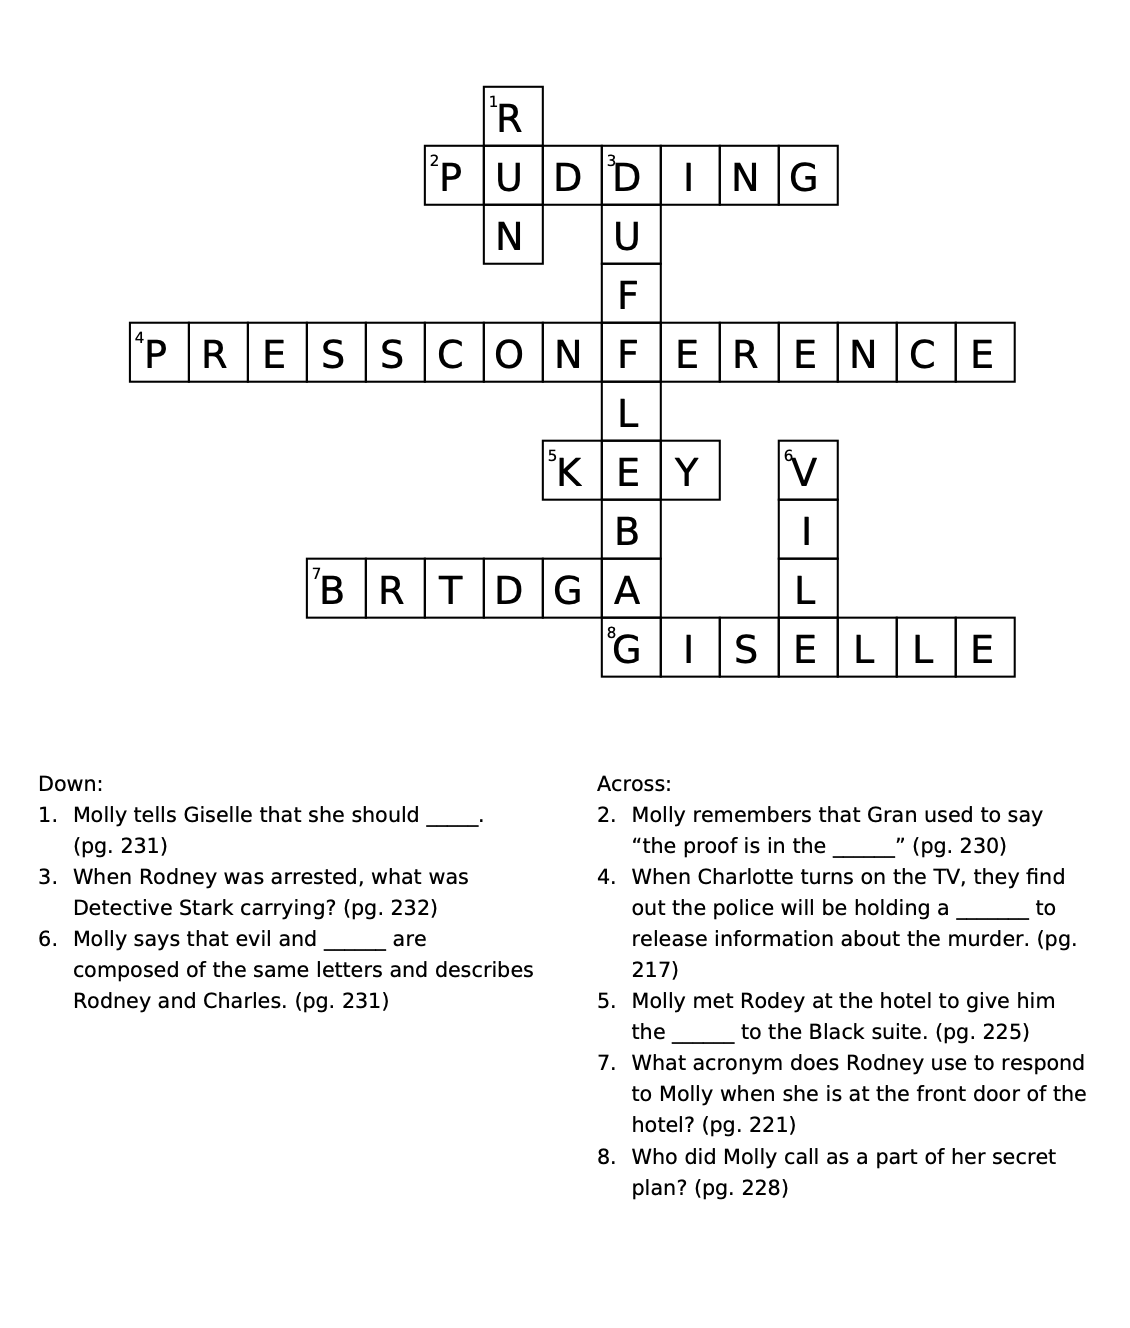 1
R
2 P U D 3 D I N G
N U
F
4 P R E S S C O N F E R E N C E
L
5 K E Y 6 V
B I
7 B R T D G A L
8 G I S E L L E
Down:
1. Molly tells Giselle that she should _____.
(pg. 231)
3. When Rodney was arrested, what was
Detective Stark carrying? (pg. 232)
6. Molly says that evil and ______ are
composed of the same letters and describes
Rodney and Charles. (pg. 231)
Across:
2. Molly remembers that Gran used to say
“the proof is in the ______” (pg. 230)
4. When Charlotte turns on the TV, they find
out the police will be holding a _______ to
release information about the murder. (pg.
217)
5. Molly met Rodey at the hotel to give him
the ______ to the Black suite. (pg. 225)
7. What acronym does Rodney use to respond
to Molly when she is at the front door of the
hotel? (pg. 221)
8. Who did Molly call as a part of her secret
plan? (pg. 228)